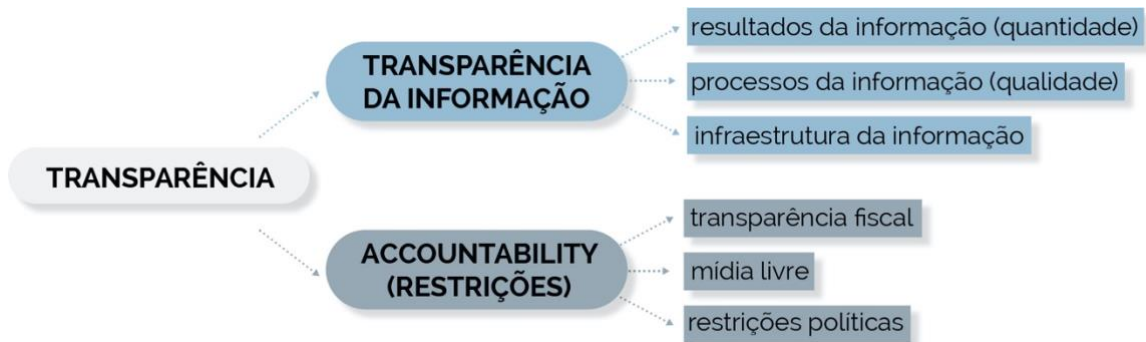 TRANSPARÊNCIA
TRANSPARÊNCIA
DA INFORMAÇÃO
resultados da informação (quantidade)
processos da informação (qualidade)
infraestrutura da informação
ACCOUNTABILITY
(RESTRIÇÕES)
transparência fiscal
mídia livre
restrições políticas